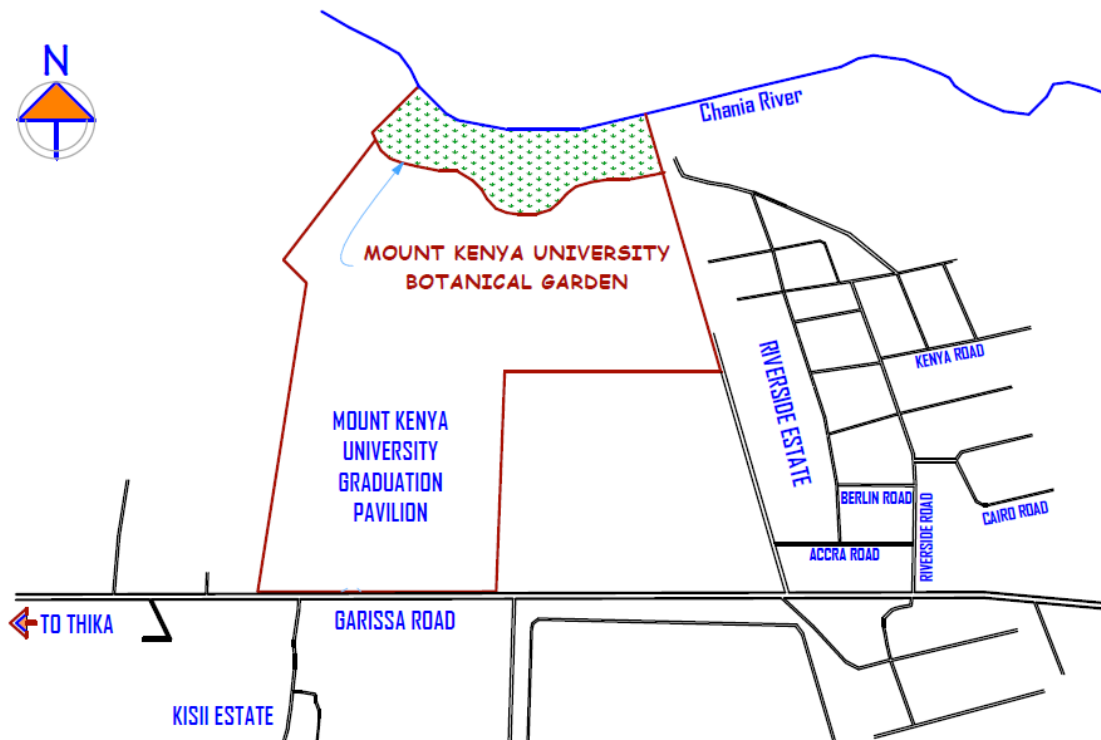 N
Chania River
MOUNT KENYA UNIVERSITY
BOTANICAL GARDEN
KENYA ROAD
RIVERSIDE ESTATE
MOUNT KENYA
UNIVERSITY
GRADUATION
PAVILION
BERLIN ROAD
RIVERSIDE ROAD
CAIRO ROAD
ACCRA ROAD
TO THIKA
GARISSA ROAD
KISII ESTATE